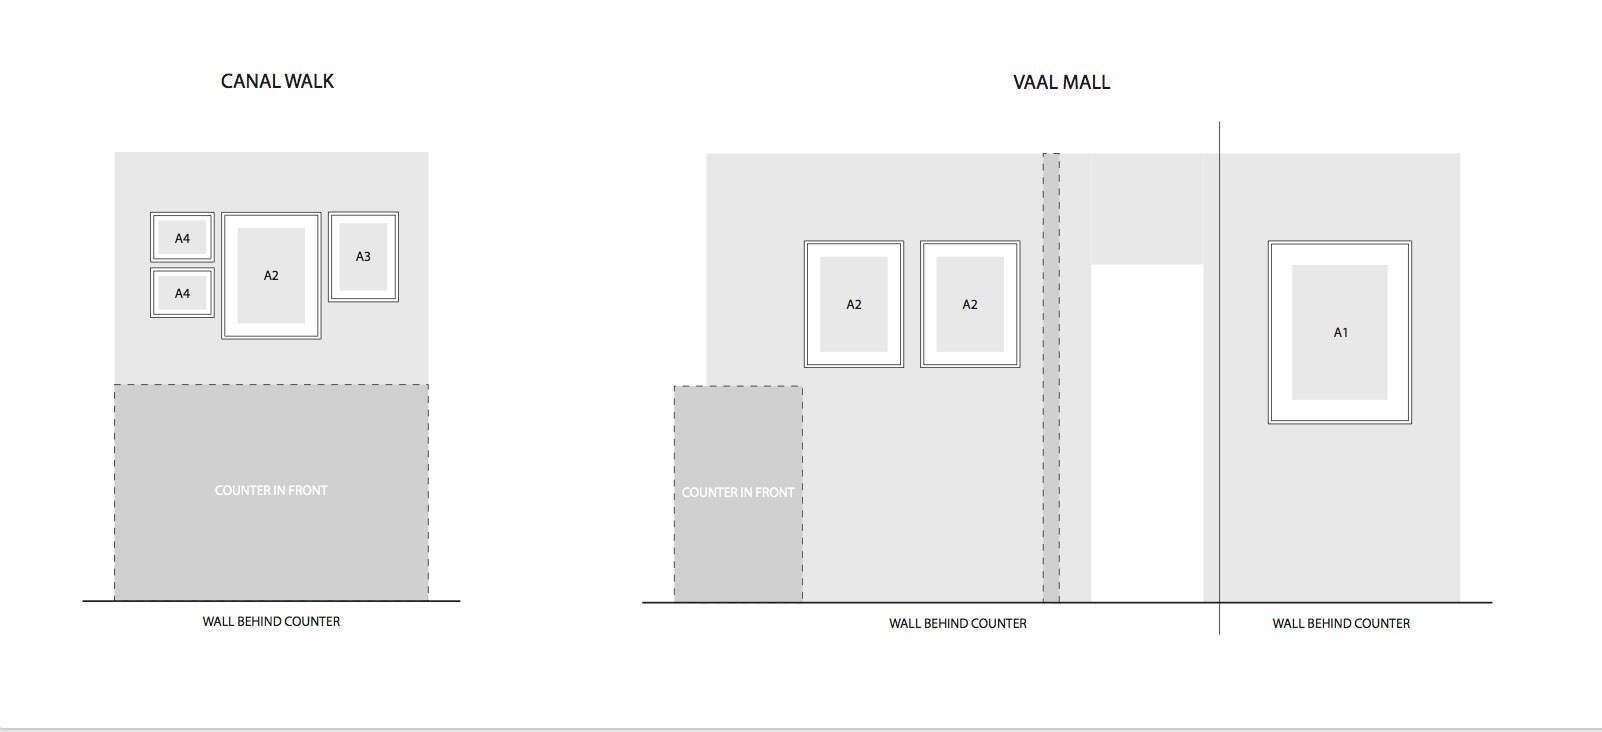 CANAL WALK
A4
A4
A2
A3
COUNTER IN FRONT
WALL BEHIND COUNTER
VAAL MALL
A2
A2
A1
COUNTER IN FRONT
WALL BEHIND COUNTER
WALL BEHIND COUNTER